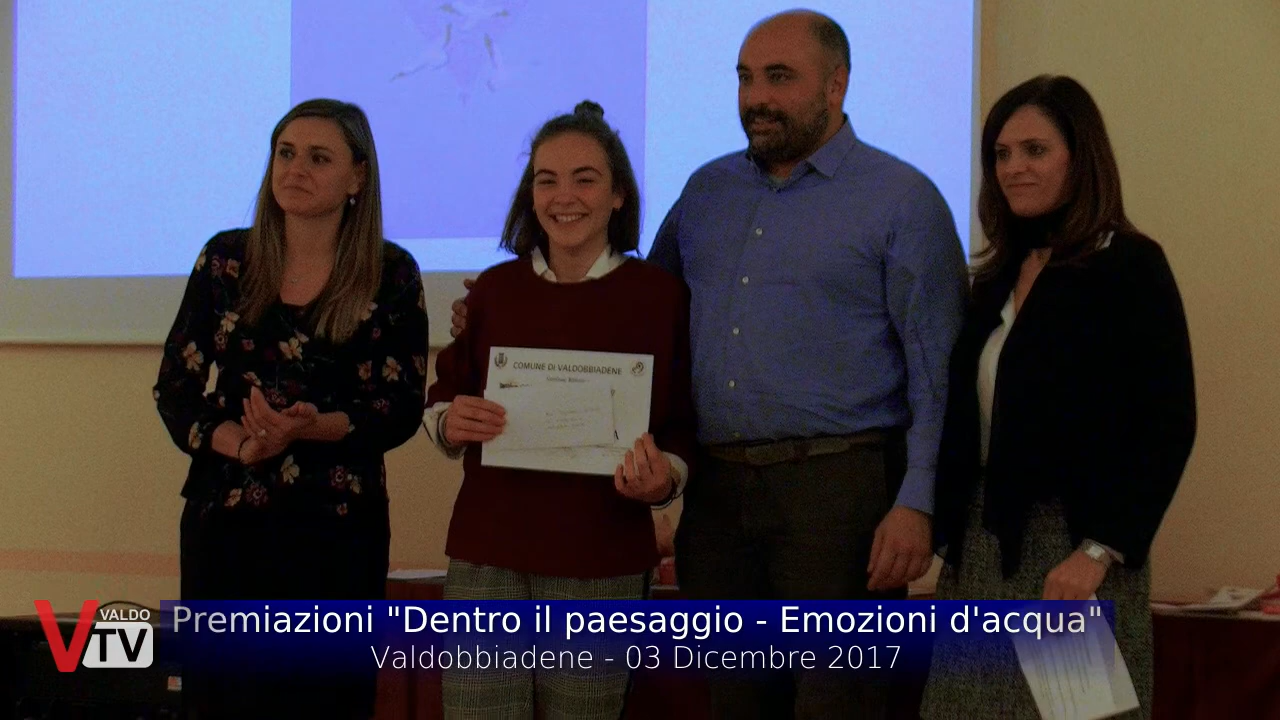 COMUNE DI VALDOBBIADENE
VALDO
V TV
Premiazioni "Dentro il paesaggio - Emozioni d'acqua"
Valdobbiadene - 03 Dicembre 2017